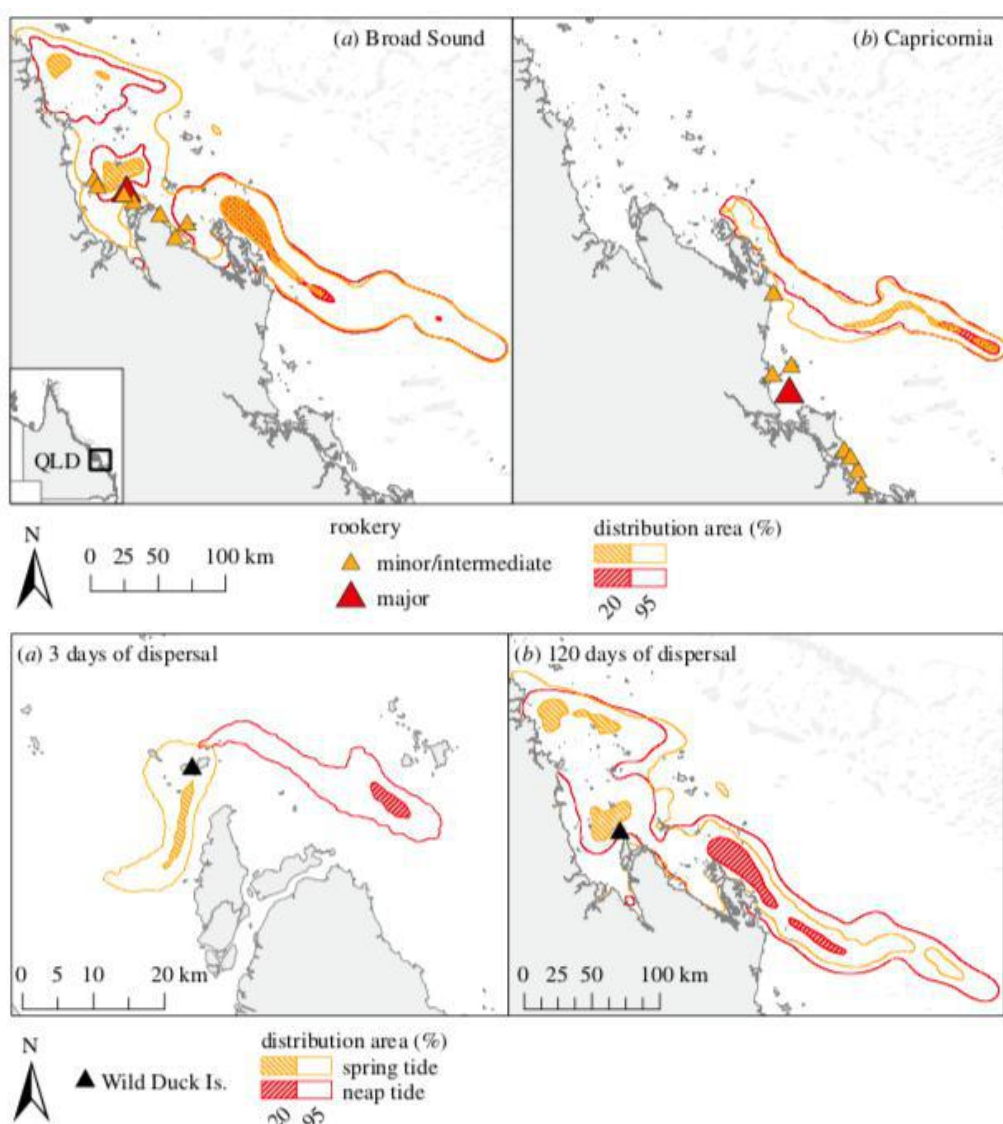 (a) Broad Sound
(b) Capricornia
QLD
N
0 25 50 100 km
rookery
minor/intermediate
major
distribution area (%)
20 95
(a) 3 days of dispersal
(b) 120 days of dispersal
0 5 10 20 km
0 25 50 100 km
N
Wild Duck Is.
distribution area (%)
spring tide
neap tide
20 95